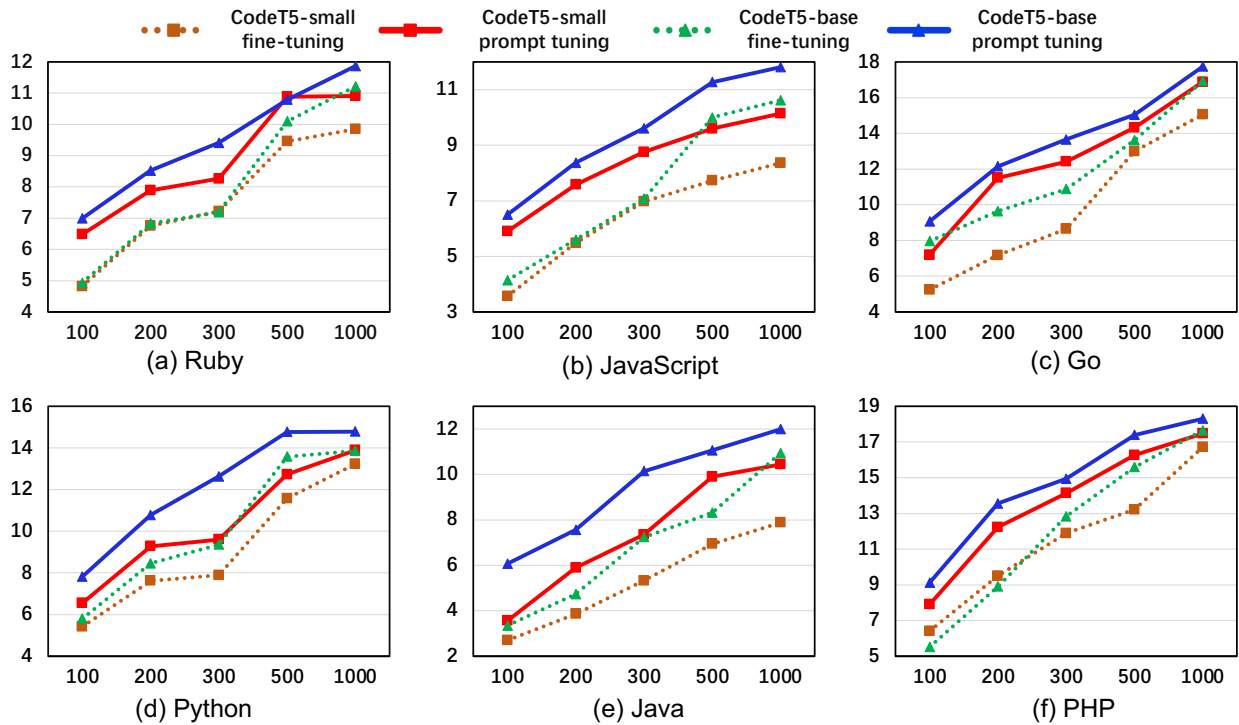 CodeT5-small fine-tuning
CodeT5-small prompt tuning
CodeT5-base fine-tuning
CodeT5-base prompt tuning
12
11
10
9
8
7
6
5
4
100 200 300 500 1000
(a) Ruby
11
9
7
5
3
100 200 300 500 1000
(b) JavaScript
18
16
14
12
10
8
6
4
100 200 300 500 1000
(c) Go
16
14
12
10
8
6
4
100 200 300 500 1000
(d) Python
12
10
8
6
4
2
100 200 300 500 1000
(e) Java
19
17
15
13
11
9
7
5
100 200 300 500 1000
(f) PHP